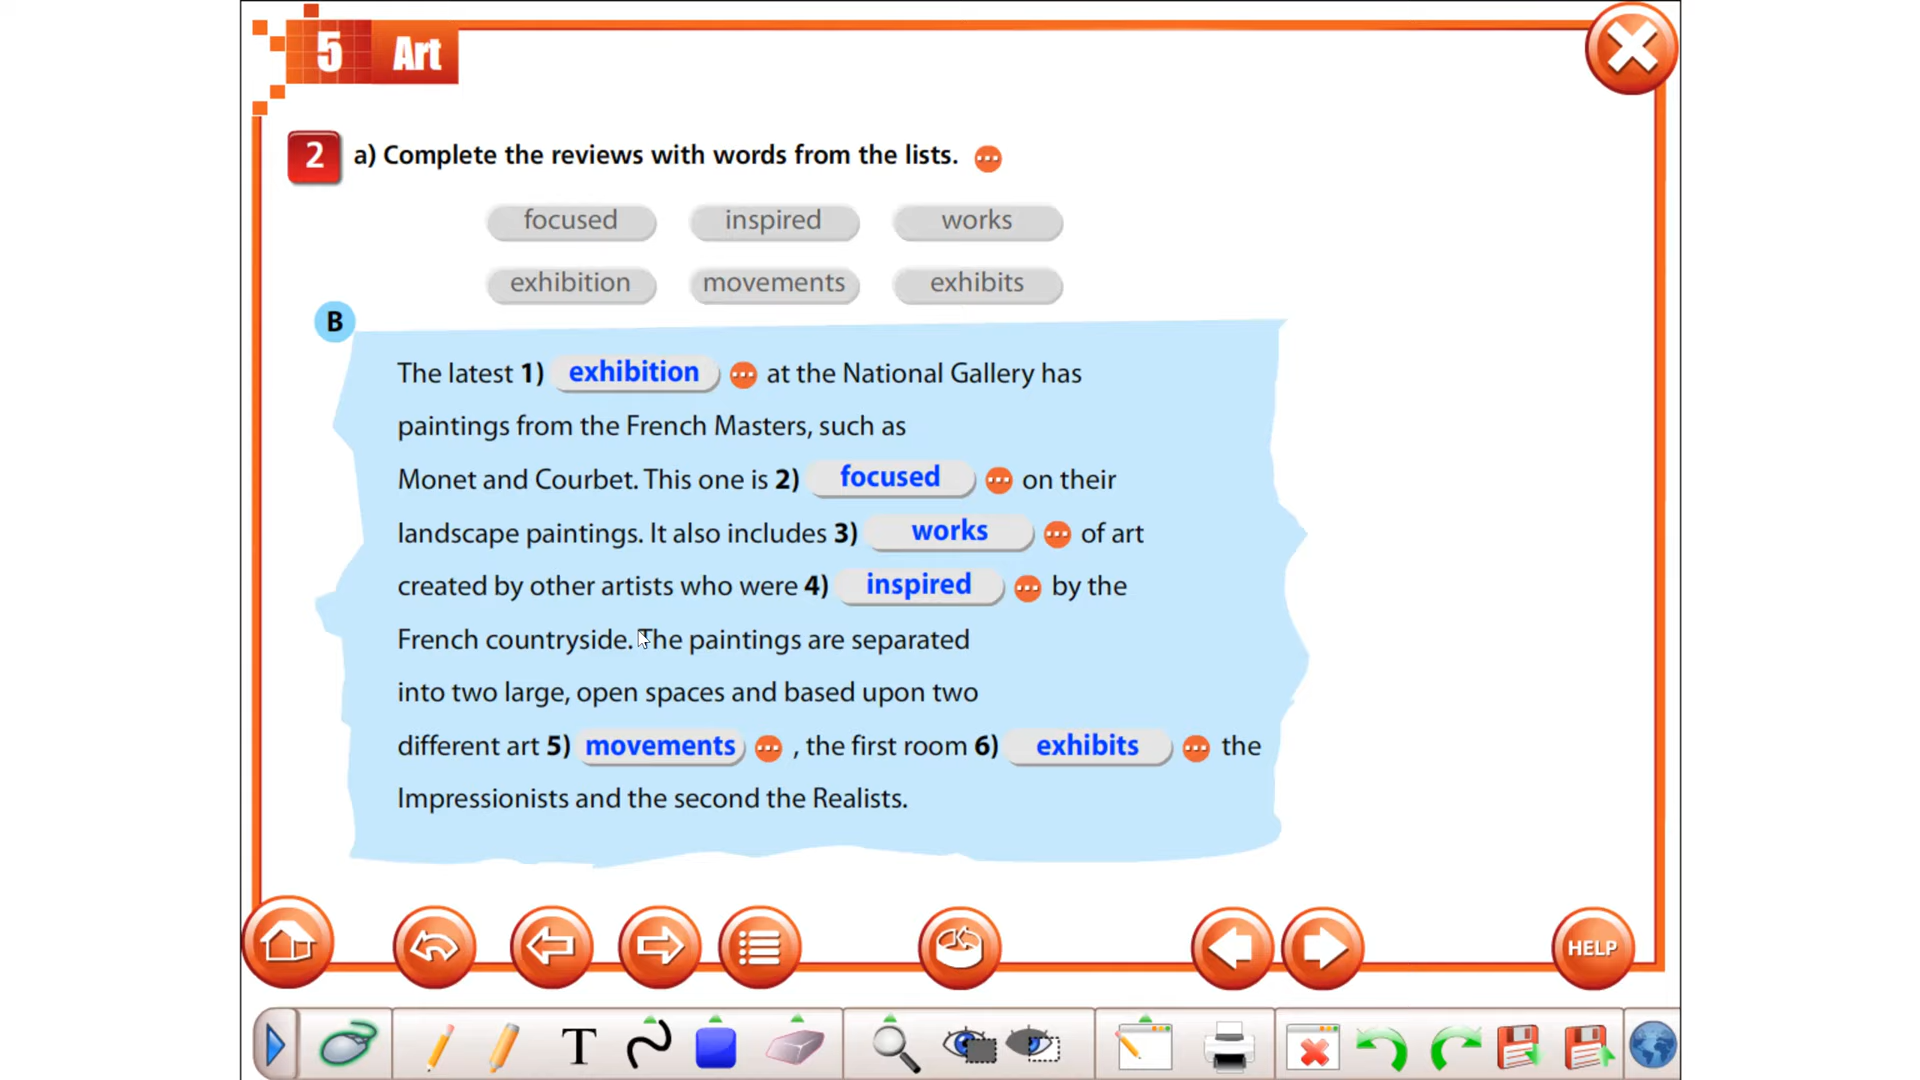 5 Art
2 a) Complete the reviews with words from the lists.
focused inspired works
exhibition movements exhibits
B
The latest 1) exhibition at the National Gallery has
paintings from the French Masters, such as
Monet and Courbet. This one is 2) focused on their
landscape paintings. It also includes 3) works of art
created by other artists who were 4) inspired by the
French countryside. The paintings are separated
into two large, open spaces and based upon two
different art 5) movements , the first room 6) exhibits the
Impressionists and the second the Realists.
HELP
T